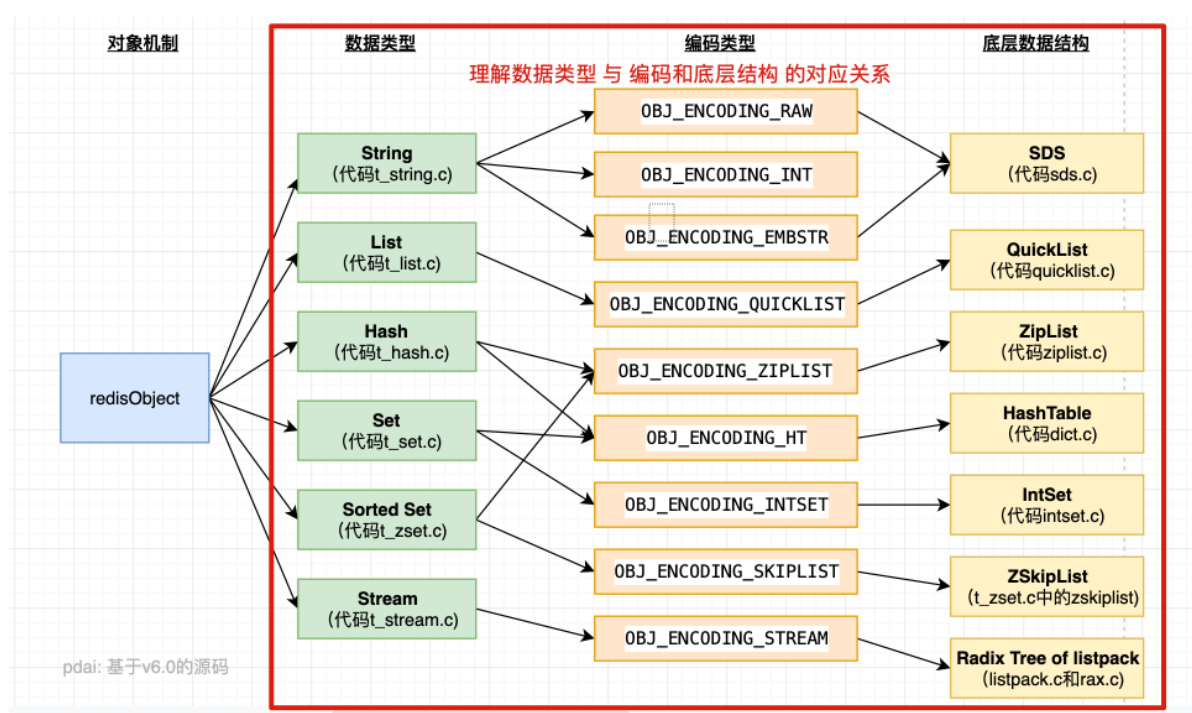 对象机制
数据类型
编码类型
底层数据结构
理解数据类型 与 编码和底层结构 的对应关系
redisObject
String
（代码t_string.c）
List
（代码t_list.c）
Hash
（代码t_hash.c）
Set
（代码t_set.c）
Sorted Set
（代码t_zset.c）
Stream
（代码t_stream.c）
OBJ_ENCODING_RAW
OBJ_ENCODING_INT
OBJ_ENCODING_EMBSTR
OBJ_ENCODING_QUICKLIST
OBJ_ENCODING_ZIPLIST
OBJ_ENCODING_HT
OBJ_ENCODING_INTSET
OBJ_ENCODING_SKIPLIST
OBJ_ENCODING_STREAM
SDS
（代码sds.c）
QuickList
（代码quicklist.c）
ZipList
（代码ziplist.c）
HashTable
（代码dict.c）
IntSet
（代码intset.c）
ZSkipList
（t_zset.c中的zskiplist）
Radix Tree of listpack
（listpack.c和rax.c）
pdai: 基于v6.0的源码